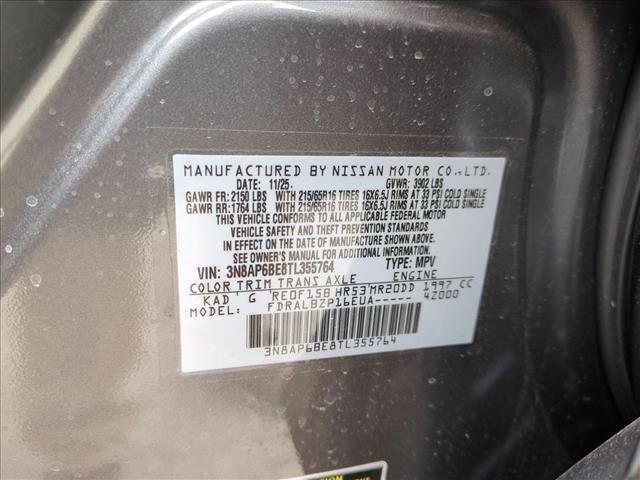 MANUFACTURED BY NISSAN MOTOR CO.,LTD.
DATE: 11/25. GVWR: 3902 LBS
GAWR FR: 2150 LBS WITH 215/65R16 TIRES 16X6.5J RIMS AT 33 PSI COLD SINGLE
GAWR RR: 1764 LBS WITH 215/65R16 TIRES 16X6.5J RIMS AT 33 PSI COLD SINGLE
THIS VEHICLE CONFORMS TO ALL APPLICABLE FEDERAL MOTOR
VEHICLE SAFETY AND THEFT PREVENTION STANDARDS
IN EFFECT ON THE DATE OF MANUFACTURE SHOWN ABOVE.
SEE OWNER'S MANUAL FOR ADDITIONAL INFORMATION.
VIN: 3N8AP6BE8TL355764 TYPE: MPV
COLOR TRIM TRANS AXLE ENGINE
KAD G RE0F15B HR53 MR20DD 1997 CC
MODEL: FDRALBZP16EUA---------- 42000
3N8AP6BE8TL355764